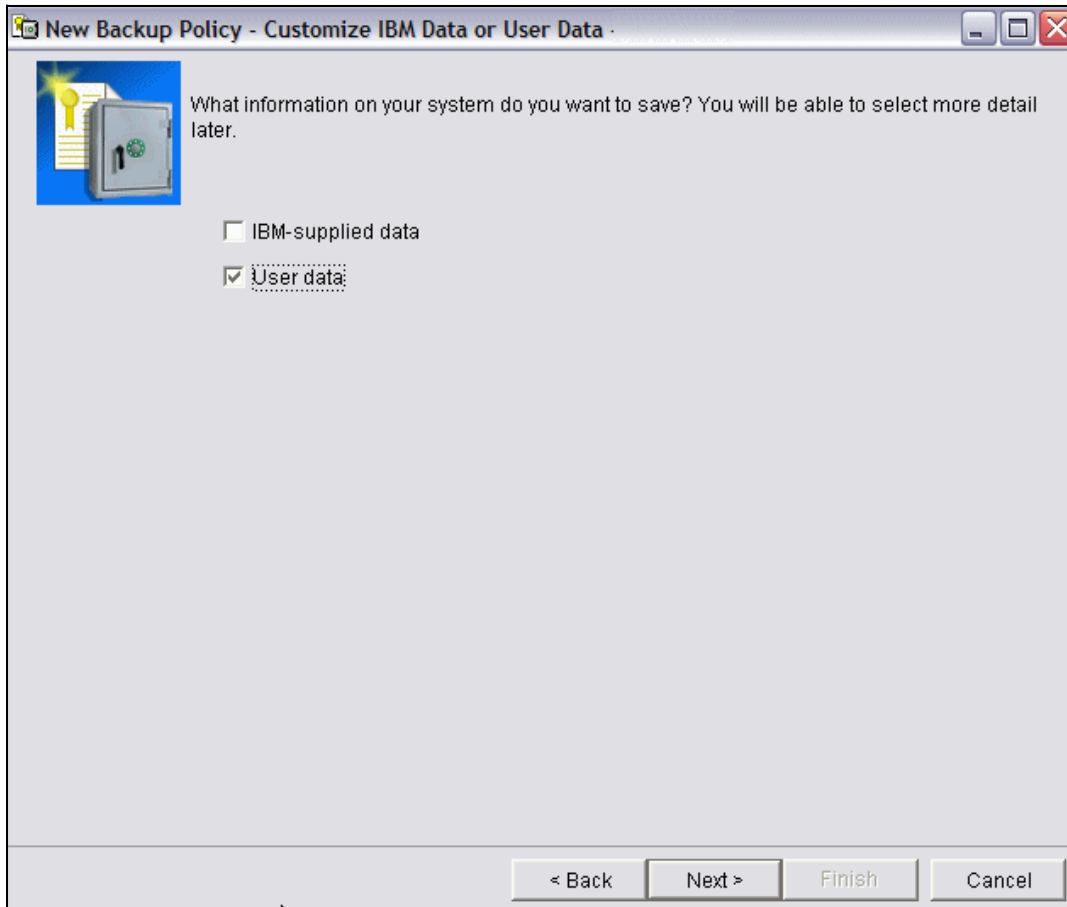 New Backup Policy - Customize IBM Data or User Data -
What information on your system do you want to save? You will be able to select more detail
later.
IBM-supplied data
User data
< Back
Next >
Finish
Cancel